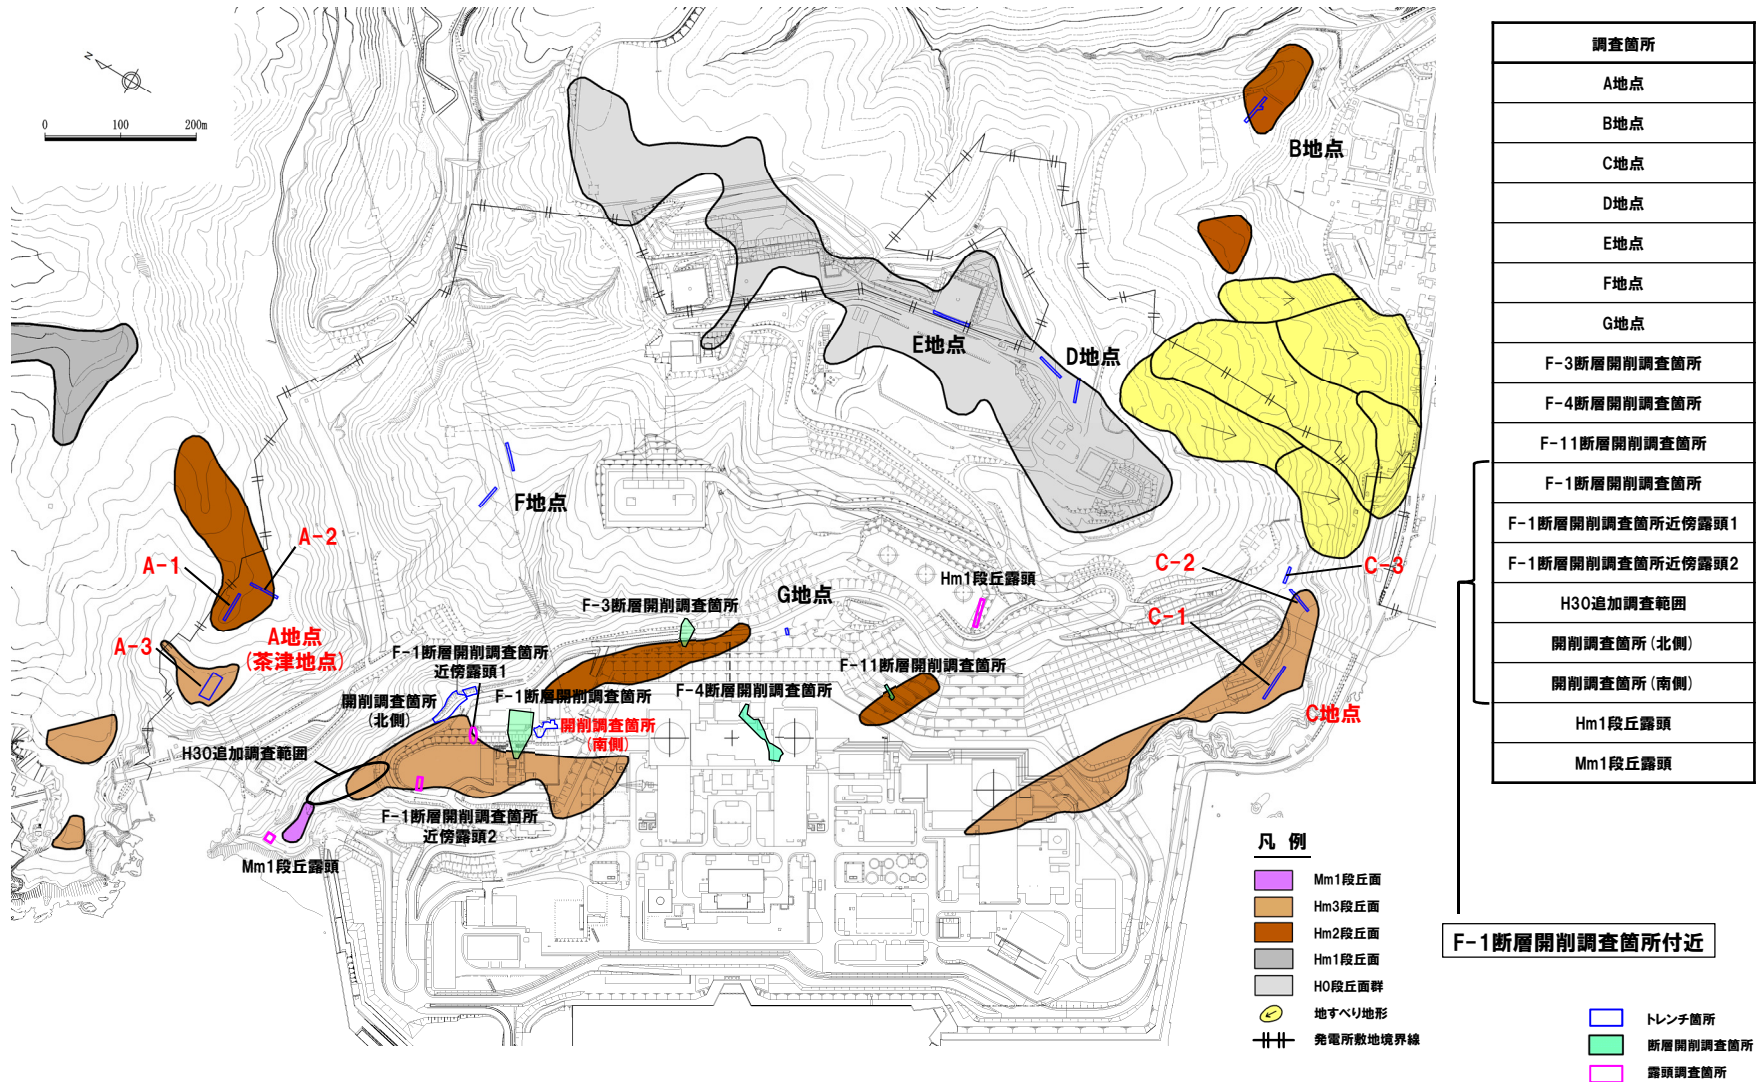 N
0 100 200m
B地点
E地点
D地点
F地点
A-2
A-1
A地点
(茶津地点)
A-3
C-2
C-3
Hm1段丘露頭
G地点
F-3断層開削調査箇所
C-1
F-1断層開削調査箇所
近傍露頭1
F-11断層開削調査箇所
F-1断層開削調査箇所
F-4断層開削調査箇所
開削調査箇所
(北側)
開削調査箇所
(南側)
C地点
H30追加調査範囲
F-1断層開削調査箇所
近傍露頭2
Mm1段丘露頭
凡 例
Mm1段丘面
Hm3段丘面
Hm2段丘面
Hm1段丘面
H0段丘面群
地すべり地形
発電所敷地境界線
調査箇所
A地点
B地点
C地点
D地点
E地点
F地点
G地点
F-3断層開削調査箇所
F-4断層開削調査箇所
F-11断層開削調査箇所
F-1断層開削調査箇所
F-1断層開削調査箇所近傍露頭1
F-1断層開削調査箇所近傍露頭2
H30追加調査範囲
開削調査箇所(北側)
開削調査箇所(南側)
Hm1段丘露頭
Mm1段丘露頭
F-1断層開削調査箇所付近
トレンチ箇所
断層開削調査箇所
露頭調査箇所